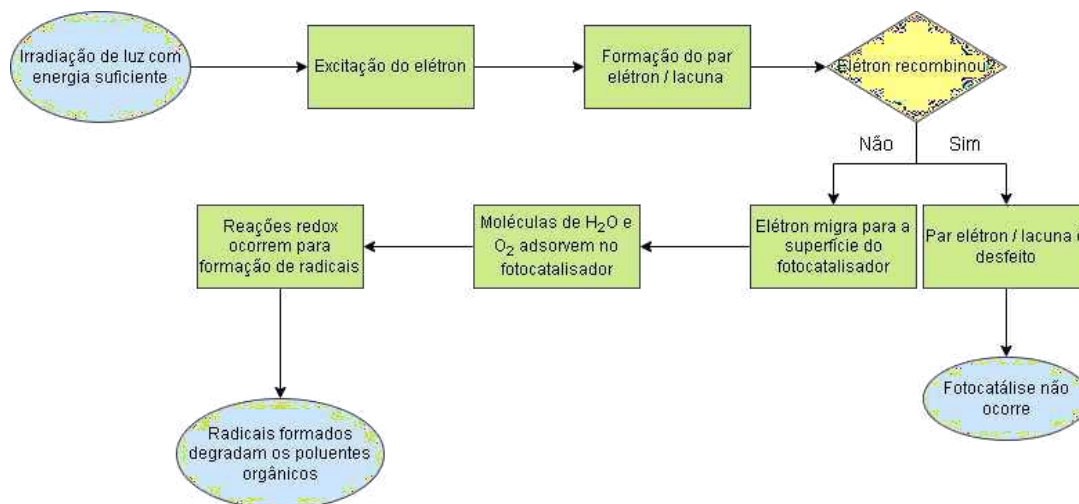 Irradiação de luz com
energia suficiente
Excitação do elétron
Formação do par
elétron / lacuna
Elétron recombinou?
Não
Sim
Reações redox
ocorrem para
formação de radicais
Moléculas de H₂O e
O₂ adsorvem no
fotocatalisador
Elétron migra para a
superfície do
fotocatalisador
Par elétron / lacuna
desfeito
Fotocatálise não
ocorre
Radicais formados
degradam os poluentes
orgânicos